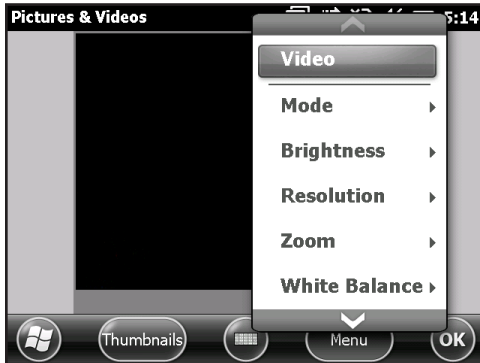 Pictures & Videos
5:14
Video
Mode
Brightness
Resolution
Zoom
White Balance
Thumbnails
Menu
OK